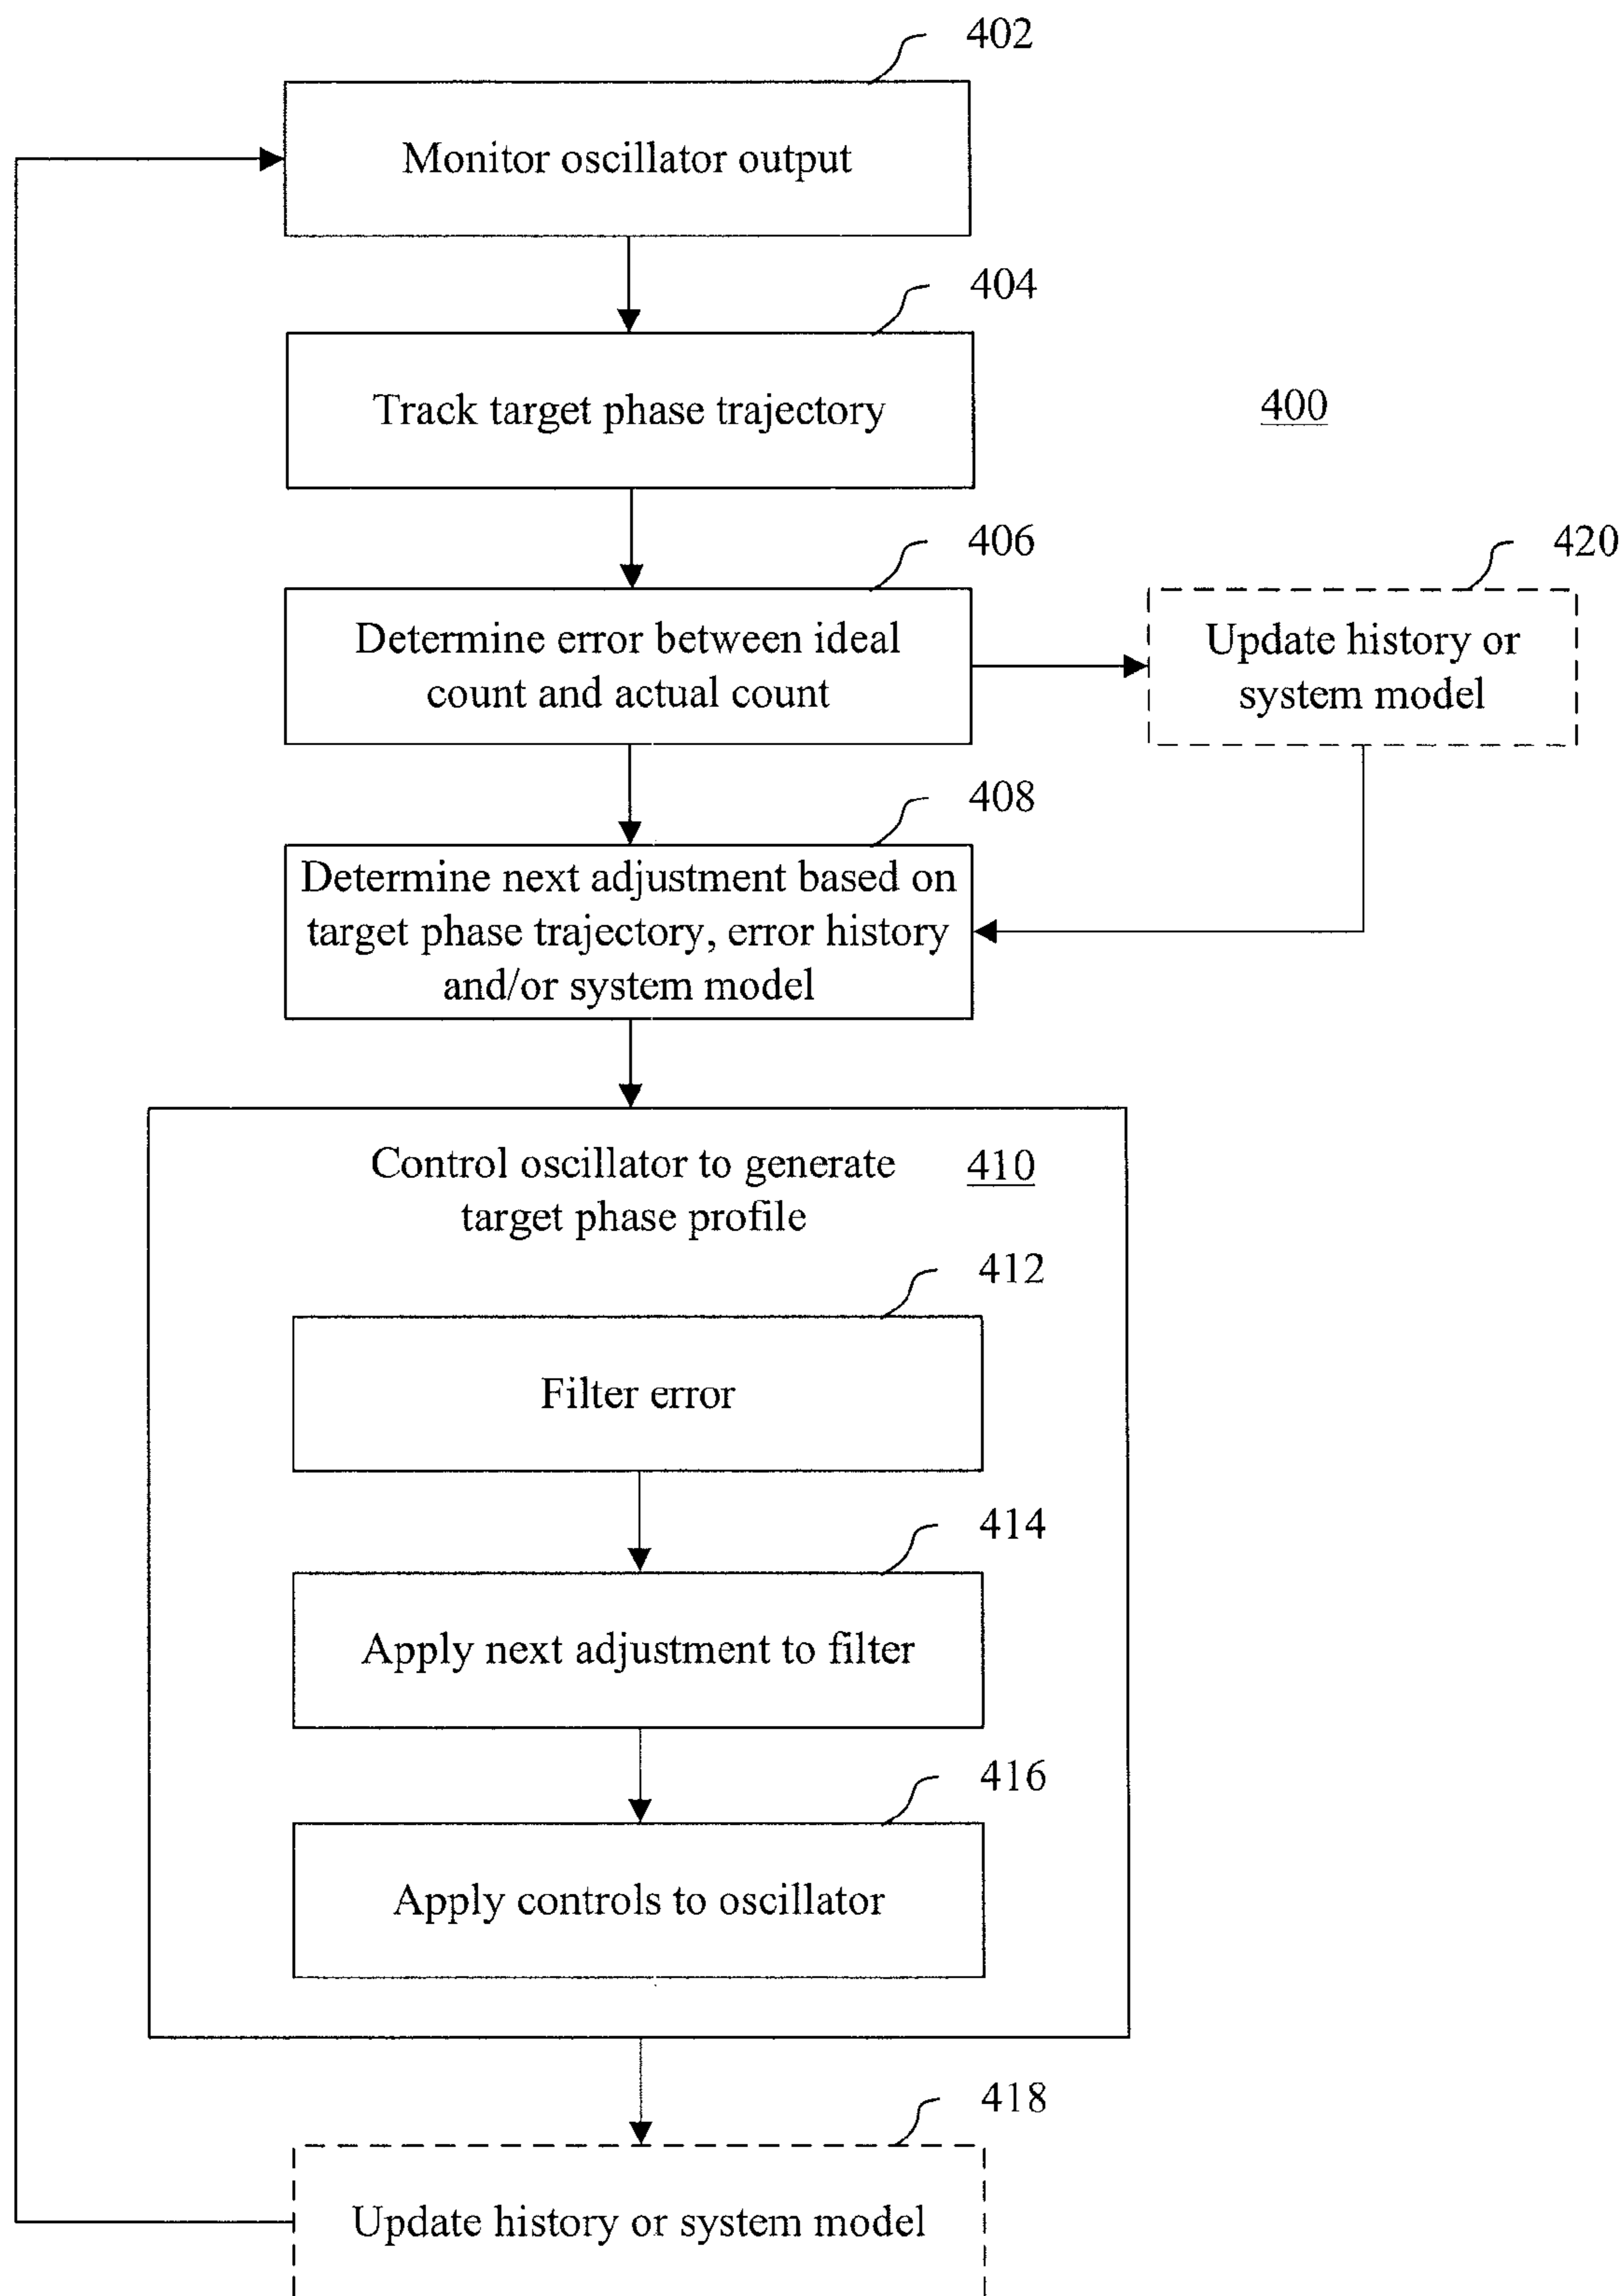 402
Monitor oscillator output
404
Track target phase trajectory
400
406
420
Determine error between ideal
count and actual count
Update history or
system model
408
Determine next adjustment based on
target phase trajectory, error history
and/or system model
Control oscillator to generate
target phase profile
410
412
Filter error
414
Apply next adjustment to filter
416
Apply controls to oscillator
418
Update history or system model